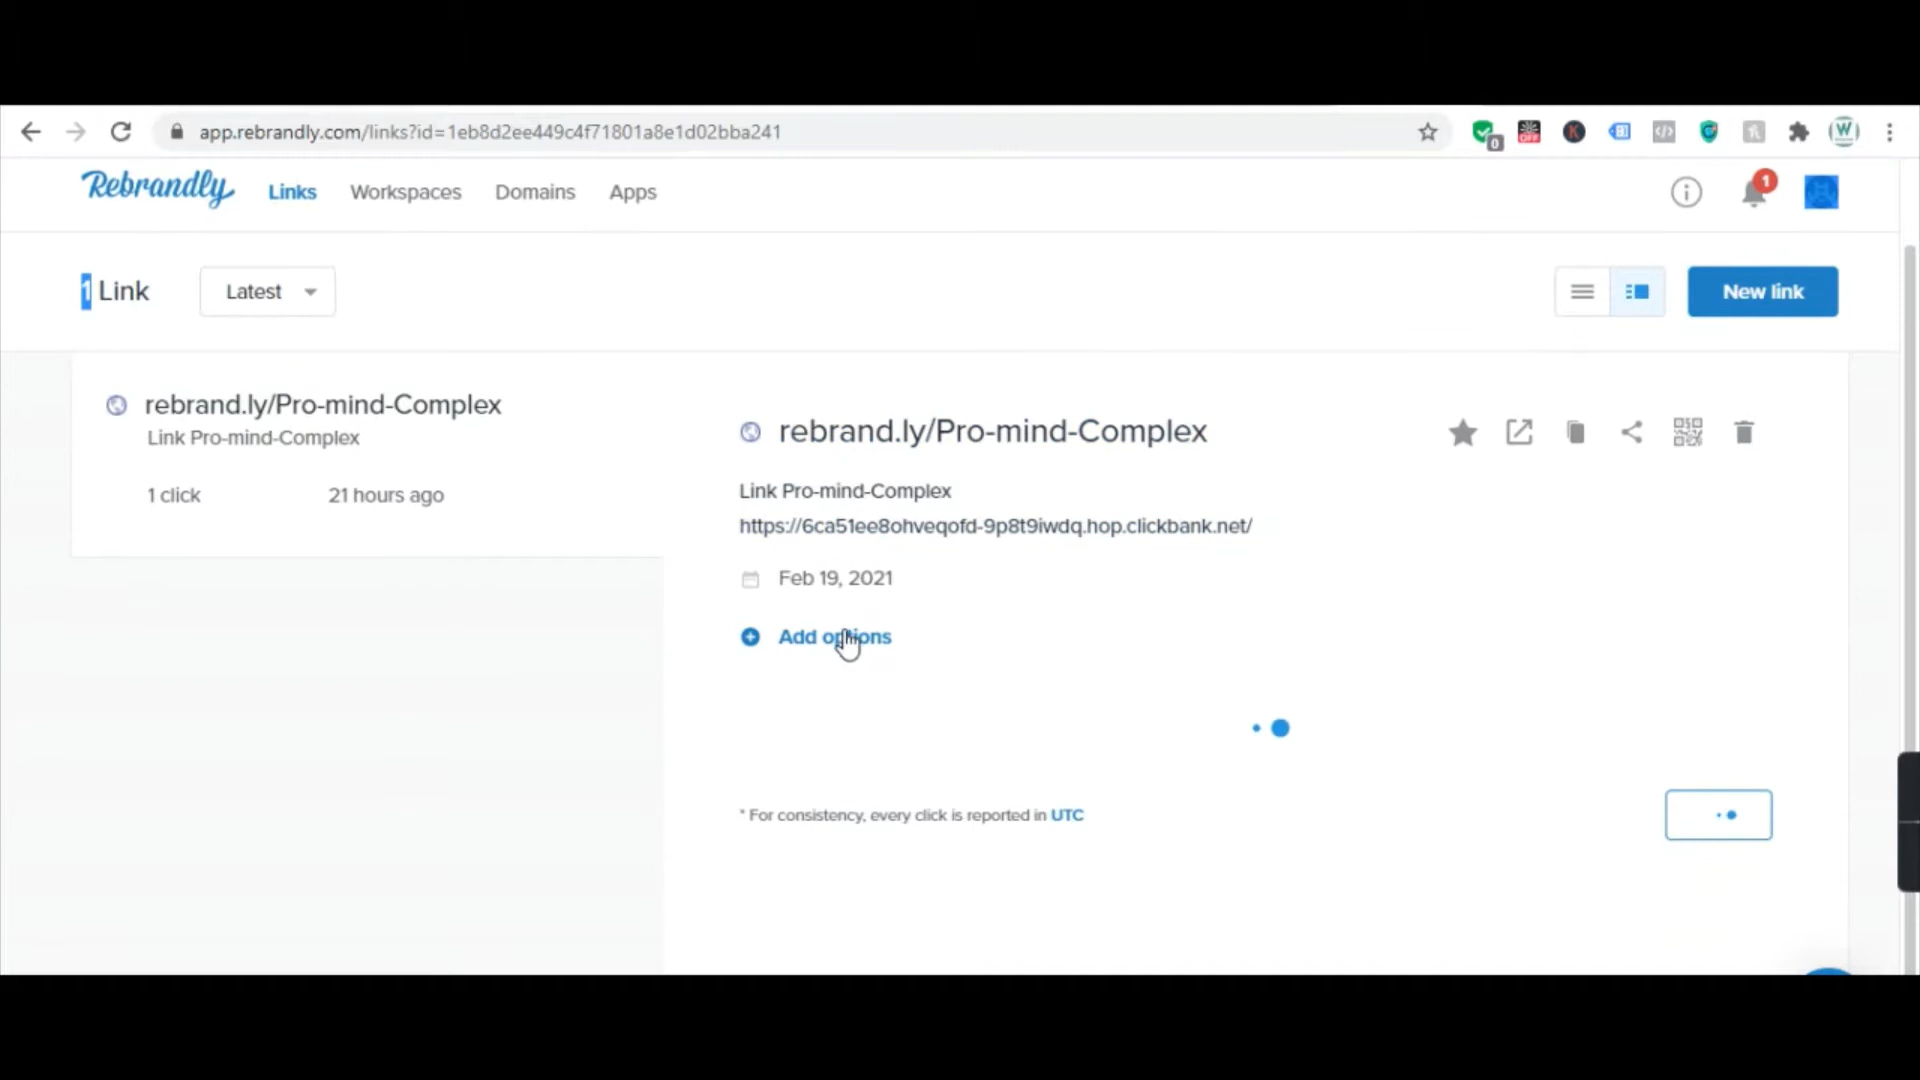 app.rebrandly.com/links?id=1eb8d2ee449c4f71801a8e1d02bba241
0
OFF
K
W
Rebrandly
Links
Workspaces
Domains
Apps
1
1 Link
Latest
New link
rebrand.ly/Pro-mind-Complex
Link Pro-mind-Complex
1 click
21 hours ago
rebrand.ly/Pro-mind-Complex
Link Pro-mind-Complex
https://6ca51ee8ohveqofd-9p8t9iwdq.hop.clickbank.net/
Feb 19, 2021
Add options
* For consistency, every click is reported in UTC